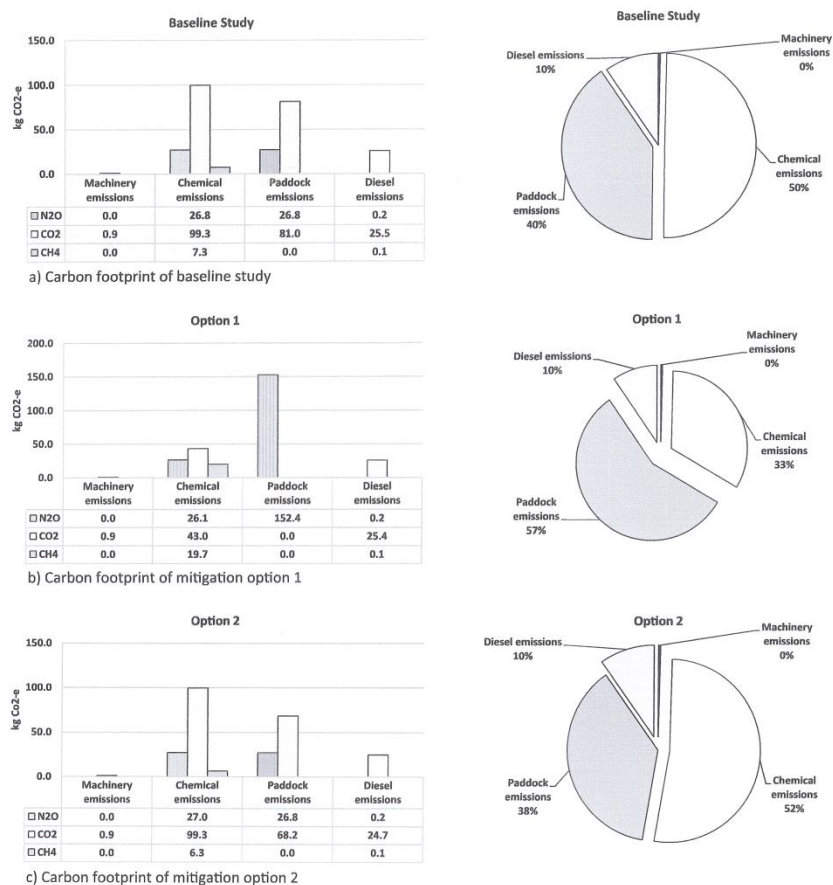 Baseline Study
150.0
100.0
50.0
0.0
kg CO2-e
Machinery emissions Chemical emissions Paddock emissions Diesel emissions
N2O 0.0 26.8 26.8 0.2
CO2 0.9 99.3 81.0 25.5
CH4 0.0 7.3 0.0 0.1
a) Carbon footprint of baseline study
Baseline Study
Diesel emissions
10%
Machinery
emissions
0%
Chemical
emissions
50%
Paddock
emissions
40%
Option 1
200.0
150.0
100.0
50.0
0.0
kg CO2-e
Machinery emissions Chemical emissions Paddock emissions Diesel emissions
N2O 0.0 26.1 152.4 0.2
CO2 0.9 43.0 0.0 25.4
CH4 0.0 19.7 0.0 0.1
b) Carbon footprint of mitigation option 1
Option 1
Diesel emissions
10%
Machinery
emissions
0%
Chemical
emissions
33%
Paddock
emissions
57%
Option 2
150.0
100.0
50.0
0.0
kg Co2-e
Machinery emissions Chemical emissions Paddock emissions Diesel emissions
N2O 0.0 27.0 26.8 0.2
CO2 0.9 99.3 68.2 24.7
CH4 0.0 6.3 0.0 0.1
c) Carbon footprint of mitigation option 2
Option 2
Diesel emissions
10%
Machinery
emissions
0%
Paddock
emissions
38%
Chemical
emissions
52%